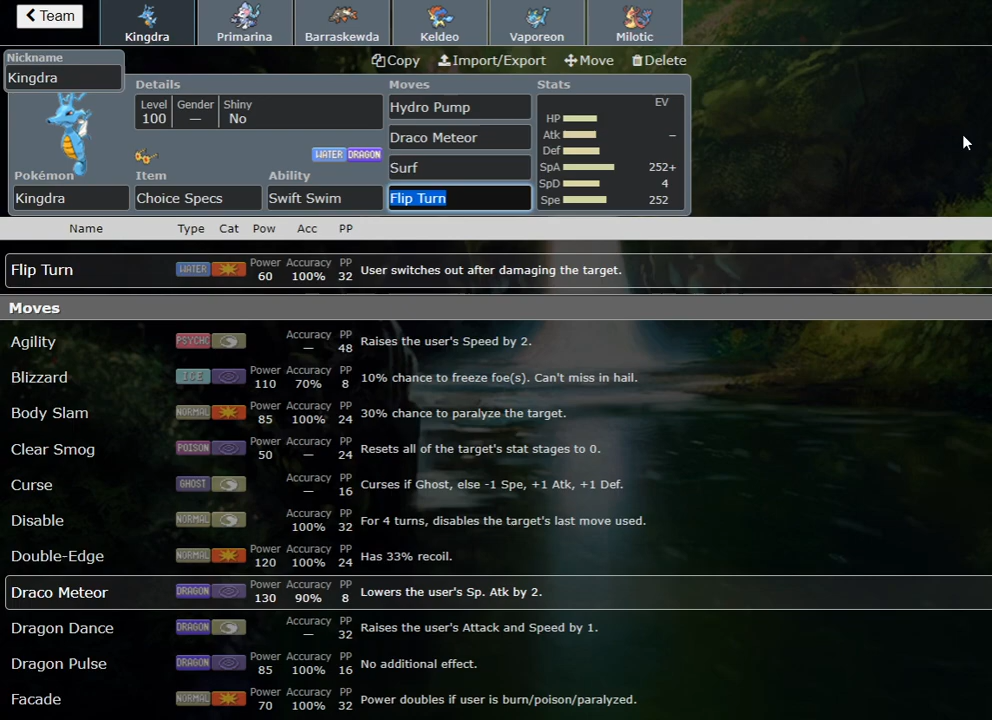 Team
Kingdra
Primarina
Barraskewda
Keldeo
Vaporeon
Milotic
Copy Import/Export Move Delete
Nickname
Kingdra
Details
Level Gender Shiny
100 — No
WATER DRAGON
Pokémon
Kingdra
Item
Choice Specs
Ability
Swift Swim
Moves
Hydro Pump
Draco Meteor
Surf
Flip Turn
Stats
EV
HP
Atk –
Def
SpA 252+
SpD 4
Spe 252
Name Type Cat Pow Acc PP
Flip Turn WATER Power 60 Accuracy 100% PP 32 User switches out after damaging the target.
Moves
Agility PSYCHC Accuracy — PP 48 Raises the user's Speed by 2.
Blizzard ICE Power 110 Accuracy 70% PP 8 10% chance to freeze foe(s). Can't miss in hail.
Body Slam NORMAL Power 85 Accuracy 100% PP 24 30% chance to paralyze the target.
Clear Smog POISON Power 50 Accuracy — PP 24 Resets all of the target's stat stages to 0.
Curse GHOST Accuracy — PP 16 Curses if Ghost, else -1 Spe, +1 Atk, +1 Def.
Disable NORMAL Accuracy 100% PP 32 For 4 turns, disables the target's last move used.
Double-Edge NORMAL Power 120 Accuracy 100% PP 24 Has 33% recoil.
Draco Meteor DRAGON Power 130 Accuracy 90% PP 8 Lowers the user's Sp. Atk by 2.
Dragon Dance DRAGON Accuracy — PP 32 Raises the user's Attack and Speed by 1.
Dragon Pulse DRAGON Power 85 Accuracy 100% PP 16 No additional effect.
Facade NORMAL Power 70 Accuracy 100% PP 32 Power doubles if user is burn/poison/paralyzed.